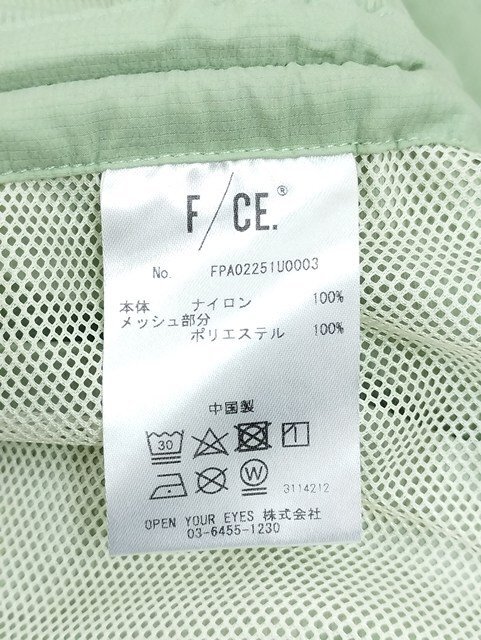 F/CE.®
No. FPA02251U0003
本体 ナイロン 100%
メッシュ部分
ポリエステル 100%
中国製
30
W
3114212
OPEN YOUR EYES 株式会社
03-6455-1230